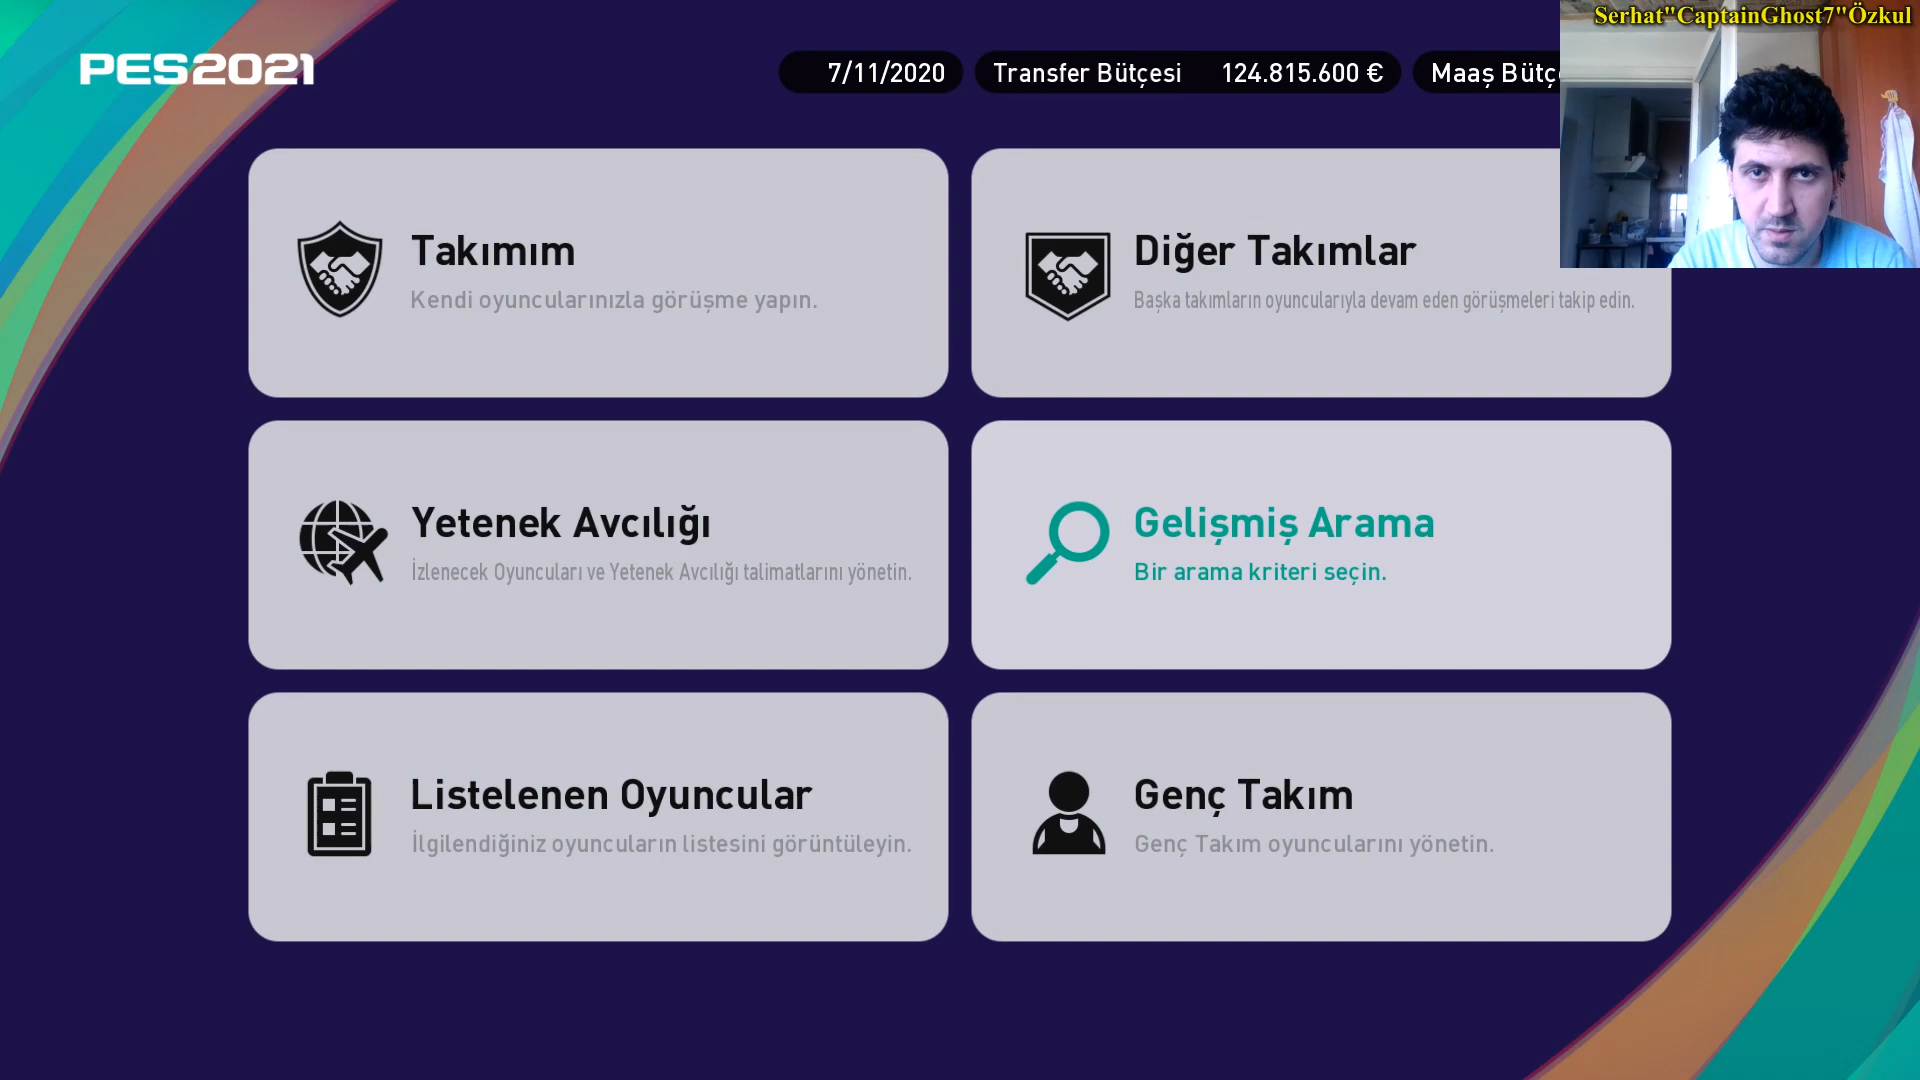 Serhat"CaptainGhost7"Özkul
PES2021
7/11/2020
Transfer Bütçesi 124.815.600 €
Maaş
Takımım
Kendi oyuncularınızla görüşme yapın.
Diğer Takımlar
Başka takımların oyuncularıyla devam eden görüşmeleri takip edin.
Yetenek Avcılığı
İzlenecek Oyuncuları ve Yetenek Avcılığı talimatlarını yönetin.
Gelişmiş Arama
Bir arama kriteri seçin.
Listelenen Oyuncular
İlgilendiğiniz oyuncuların listesini görüntüleyin.
Genç Takım
Genç Takım oyuncularını yönetin.